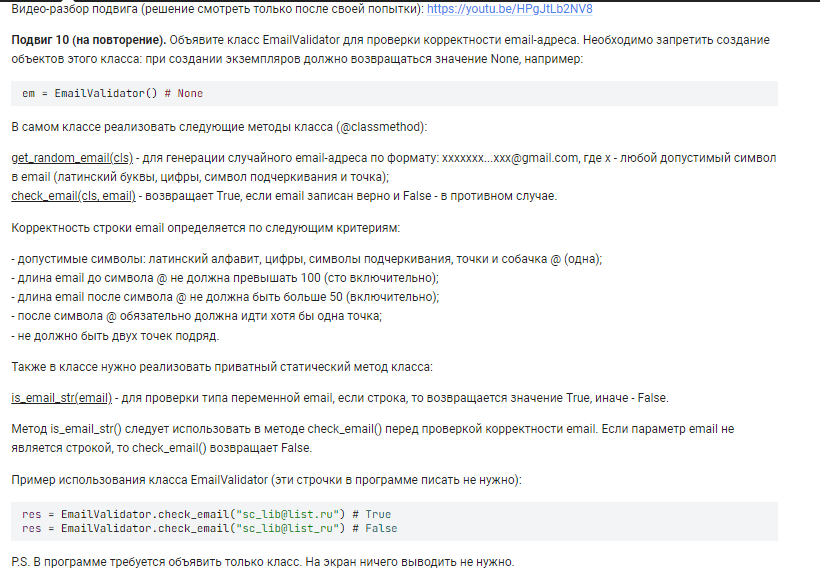 Видео-разбор подвига (решение смотреть только после своей попытки): https://youtu.be/HPgJtLb2NV8
Подвиг 10 (на повторение). Объявите класс EmailValidator для проверки корректности email-адреса. Необходимо запретить создание
объектов этого класса: при создании экземпляров должно возвращаться значение None, например:
em = EmailValidator() # None
В самом классе реализовать следующие методы класса (@classmethod):
get_random_email(cls) - для генерации случайного email-адреса по формату: xxxxxxx...xxx@gmail.com, где x - любой допустимый символ
в email (латинский буквы, цифры, символ подчеркивания и точка);
check_email(cls, email) - возвращает True, если email записан верно и False - в противном случае.
Корректность строки email определяется по следующим критериям:
- допустимые символы: латинский алфавит, цифры, символы подчеркивания, точки и собачка @ (одна);
- длина email до символа @ не должна превышать 100 (сто включительно);
- длина email после символа @ не должна быть больше 50 (включительно);
- после символа @ обязательно должна идти хотя бы одна точка;
- не должно быть двух точек подряд.
Также в классе нужно реализовать приватный статический метод класса:
is_email_str(email) - для проверки типа переменной email, если строка, то возвращается значение True, иначе - False.
Метод is_email_str() следует использовать в методе check_email() перед проверкой корректности email. Если параметр email не
является строкой, то check_email() возвращает False.
Пример использования класса EmailValidator (эти строчки в программе писать не нужно):
res = EmailValidator.check_email("sc_lib@list.ru") # True
res = EmailValidator.check_email("sc_lib@list_ru") # False
P.S. В программе требуется объявить только класс. На экран ничего выводить не нужно.